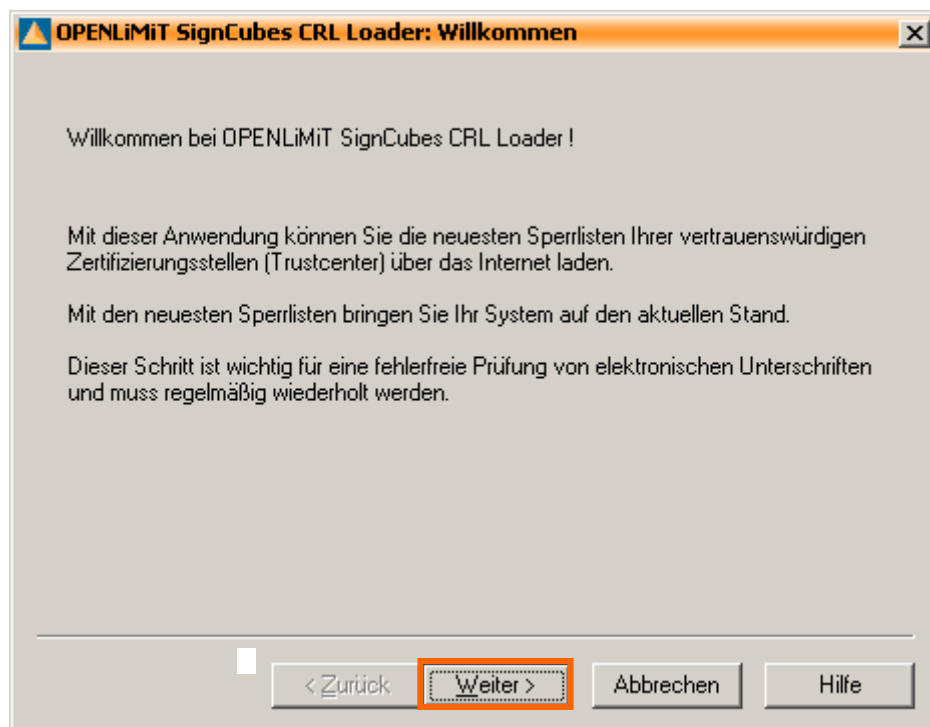 OPENLiMiT SignCubes CRL Loader: Willkommen
Willkommen bei OPENLiMiT SignCubes CRL Loader !
Mit dieser Anwendung können Sie die neuesten Sperrlisten Ihrer vertrauenswürdigen
Zertifizierungsstellen (Trustcenter) über das Internet laden.
Mit den neuesten Sperrlisten bringen Sie Ihr System auf den aktuellen Stand.
Dieser Schritt ist wichtig für eine fehlerfreie Prüfung von elektronischen Unterschriften
und muss regelmäßig wiederholt werden.
< Zurück Weiter > Abbrechen Hilfe